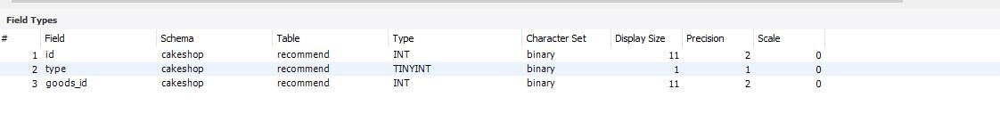 Field Types
# Field Schema Table Type Character Set Display Size Precision Scale
1 id cakeshop recommend INT binary 11 2 0
2 type cakeshop recommend TINYINT binary 1 1 0
3 goods_id cakeshop recommend INT binary 11 2 0